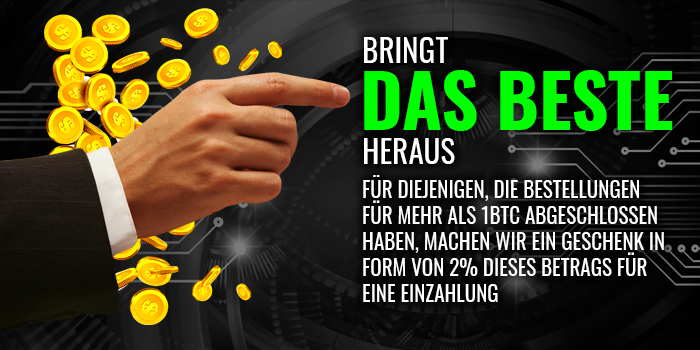 BRINGT
DAS BESTE
HERAUS
FÜR DIEJENIGEN, DIE BESTELLUNGEN
FÜR MEHR ALS 1BTC ABGESCHLOSSEN
HABEN, MACHEN WIR EIN GESCHENK IN
FORM VON 2% DIESES BETRAGS FÜR
EINE EINZAHLUNG